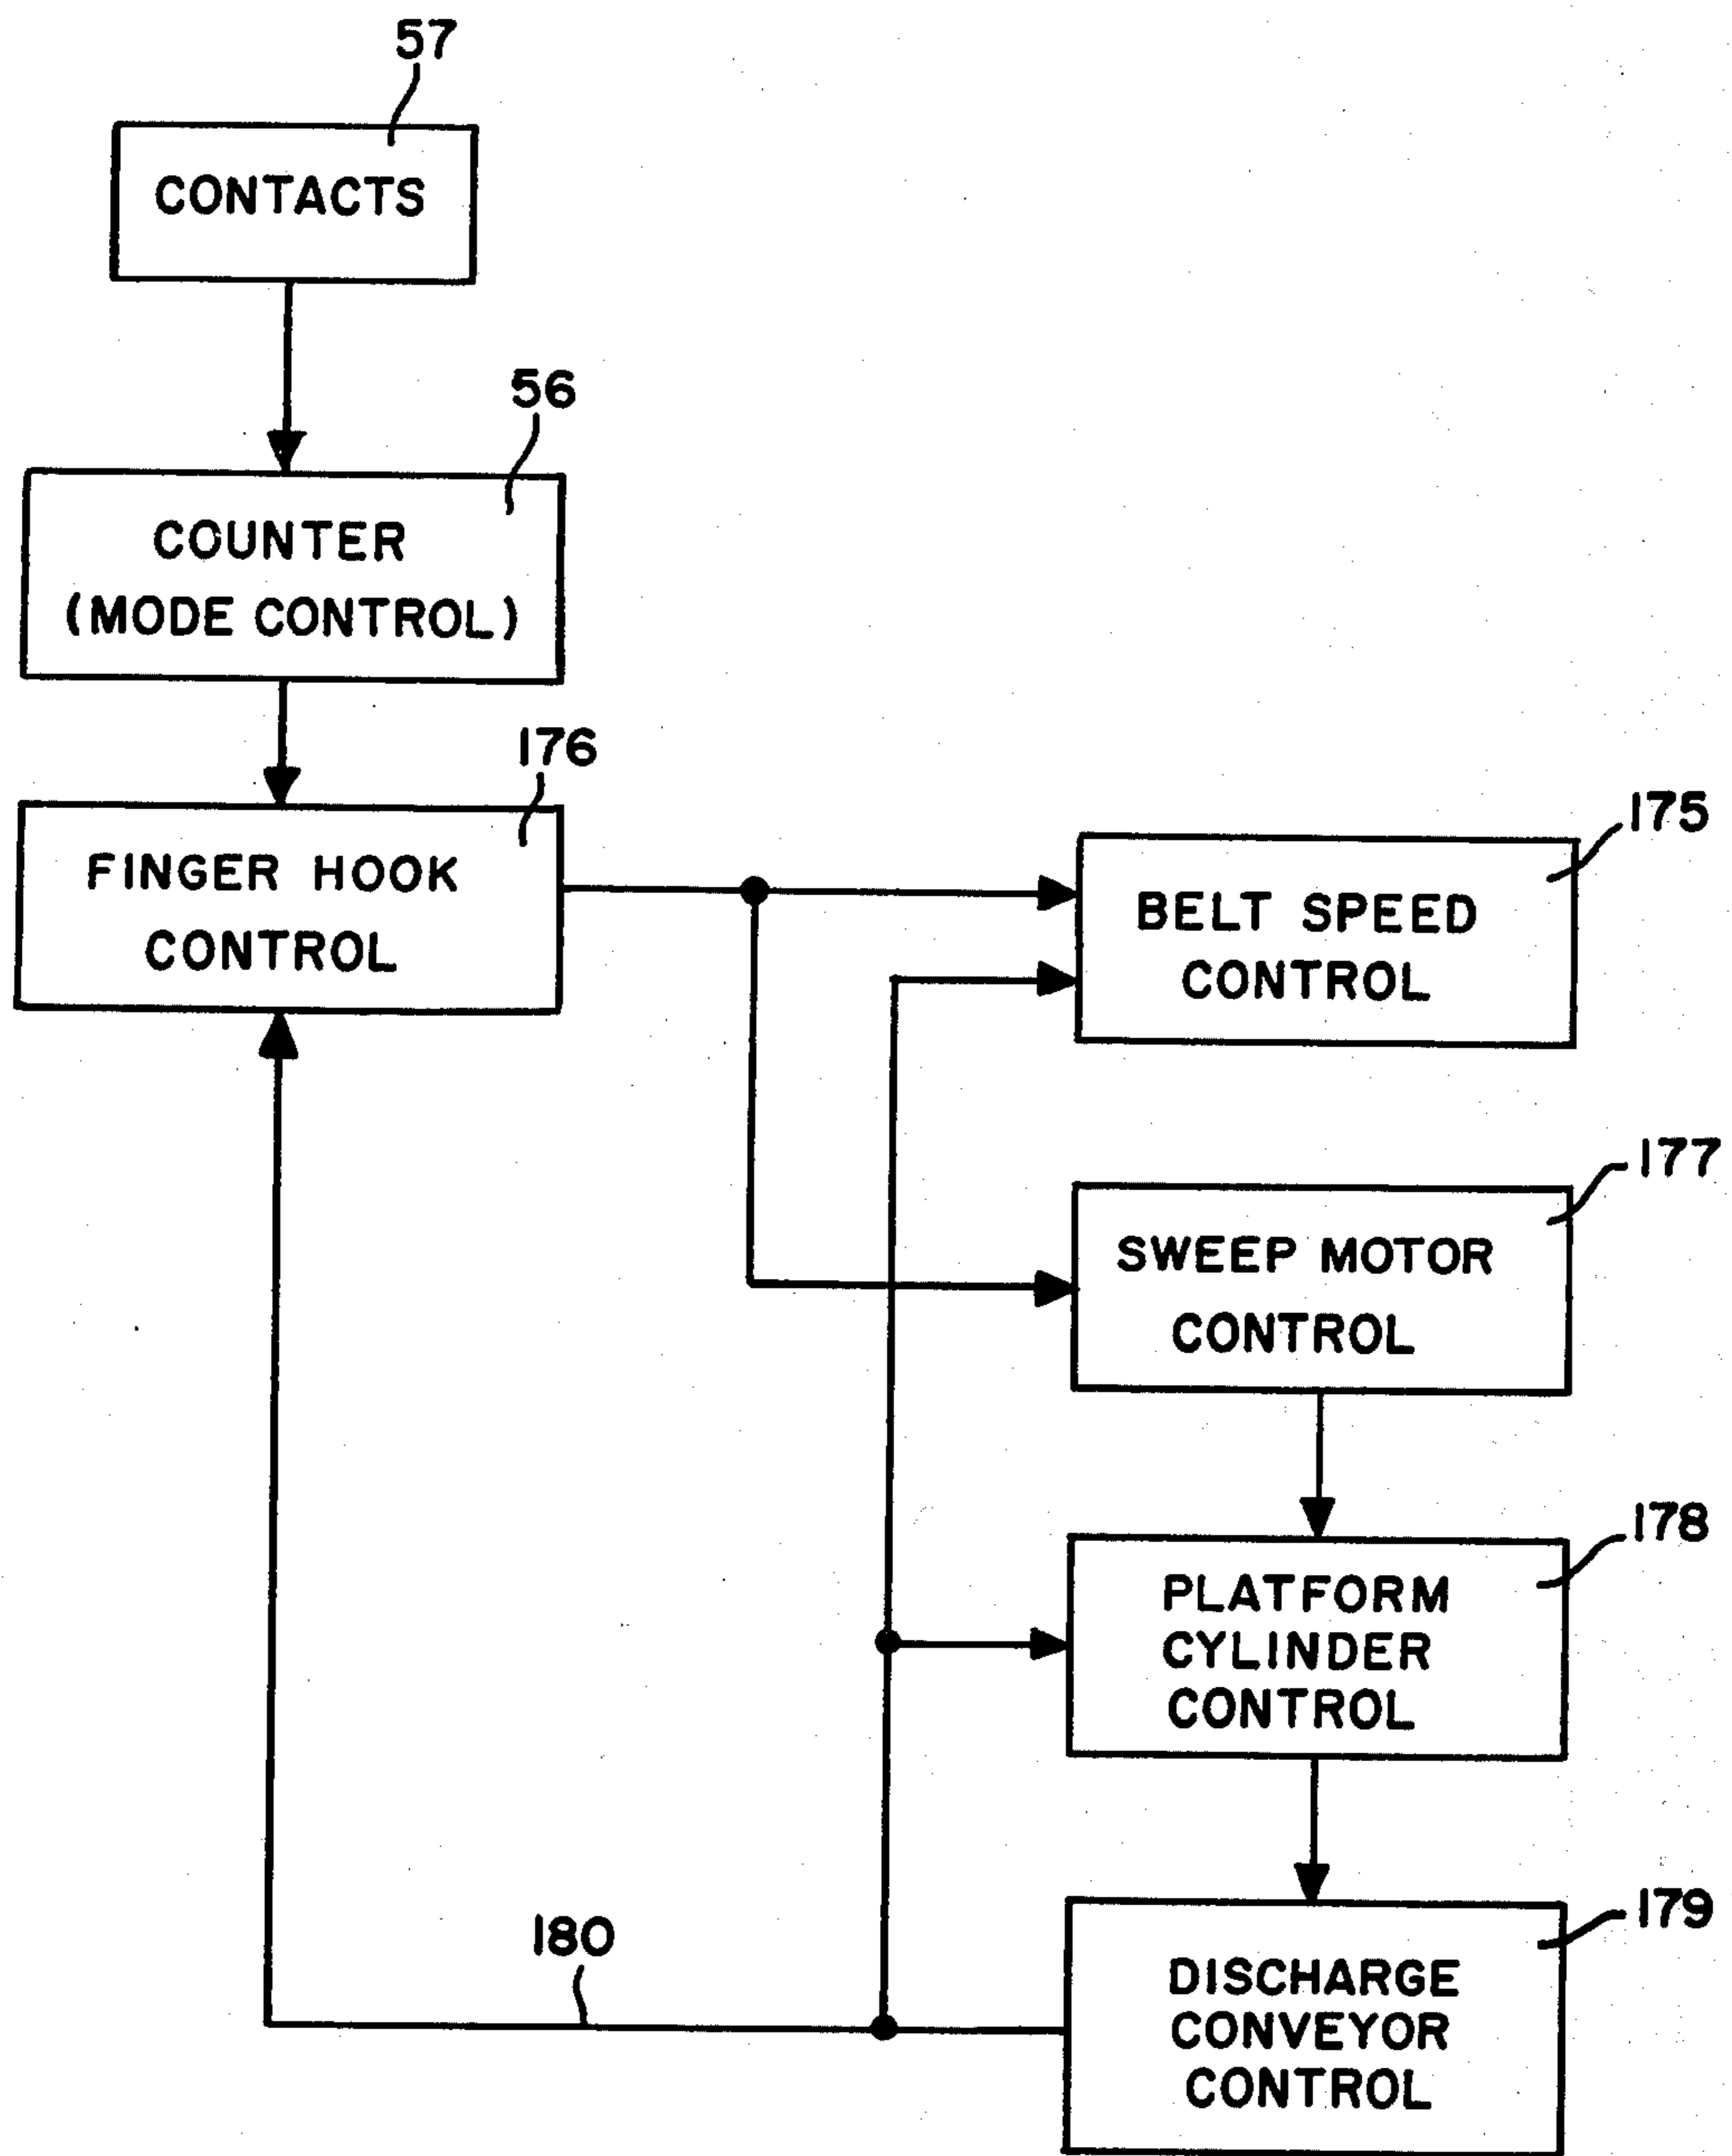 57
CONTACTS
56
COUNTER
(MODE CONTROL)
176
FINGER HOOK
CONTROL
175
BELT SPEED
CONTROL
177
SWEEP MOTOR
CONTROL
178
PLATFORM
CYLINDER
CONTROL
179
DISCHARGE
CONVEYOR
CONTROL
180